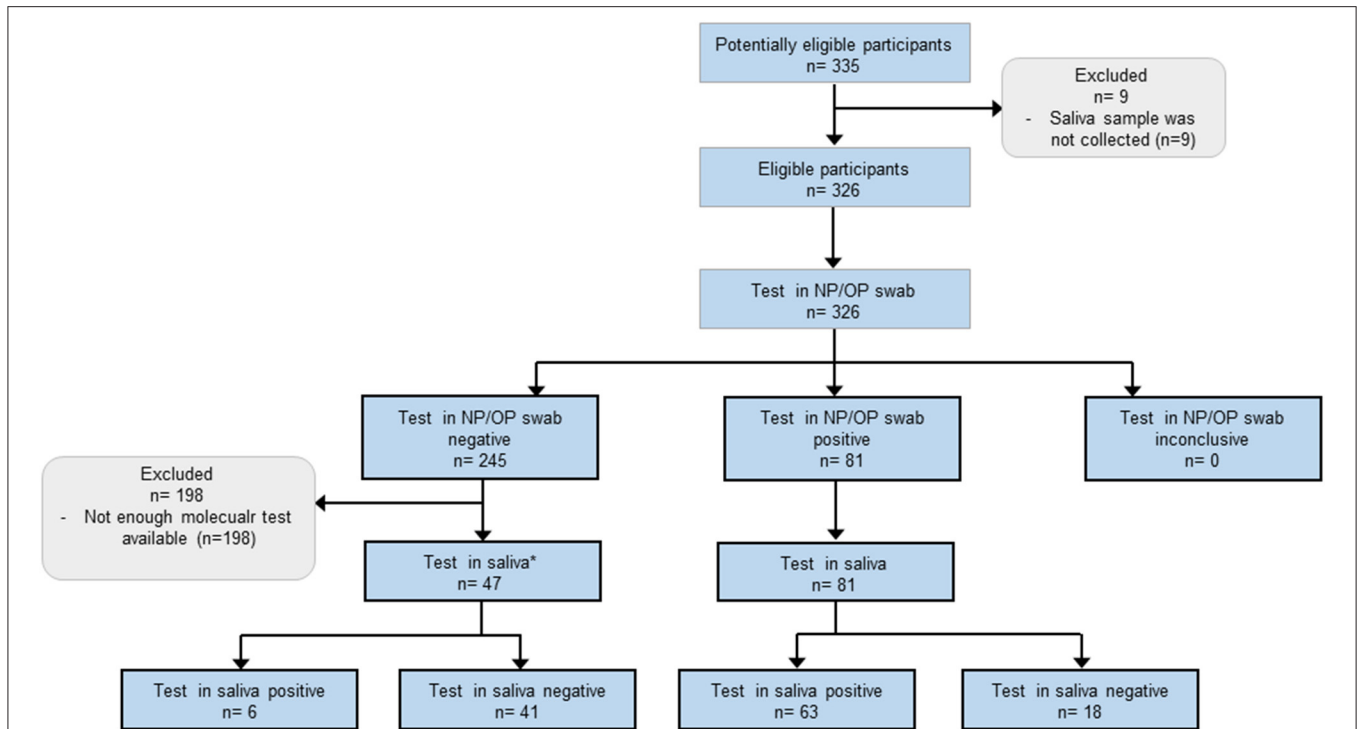 Potentially eligible participants
n= 335
Excluded
n= 9
- Saliva sample was
not collected (n=9)
Eligible participants
n= 326
Test in NP/OP swab
n= 326
Test in NP/OP swab
negative
n= 245
Test in NP/OP swab
positive
n= 81
Test in NP/OP swab
inconclusive
n= 0
Excluded
n= 198
- Not enough molecualr test
available (n=198)
Test in saliva*
n= 47
Test in saliva
n= 81
Test in saliva positive
n= 6
Test in saliva negative
n= 41
Test in saliva positive
n= 63
Test in saliva negative
n= 18